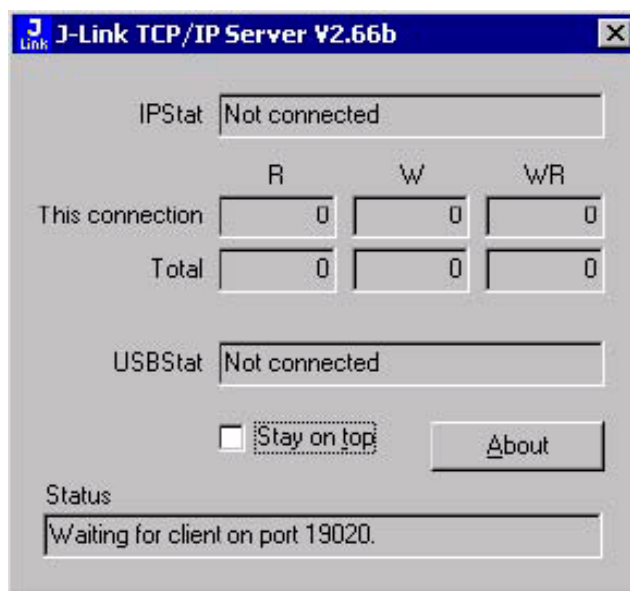 J Link J-Link TCP/IP Server V2.66b
IPStat Not connected
R W WR
This connection 0 0 0
Total 0 0 0
USBStat Not connected
Stay on top About
Status
Waiting for client on port 19020.